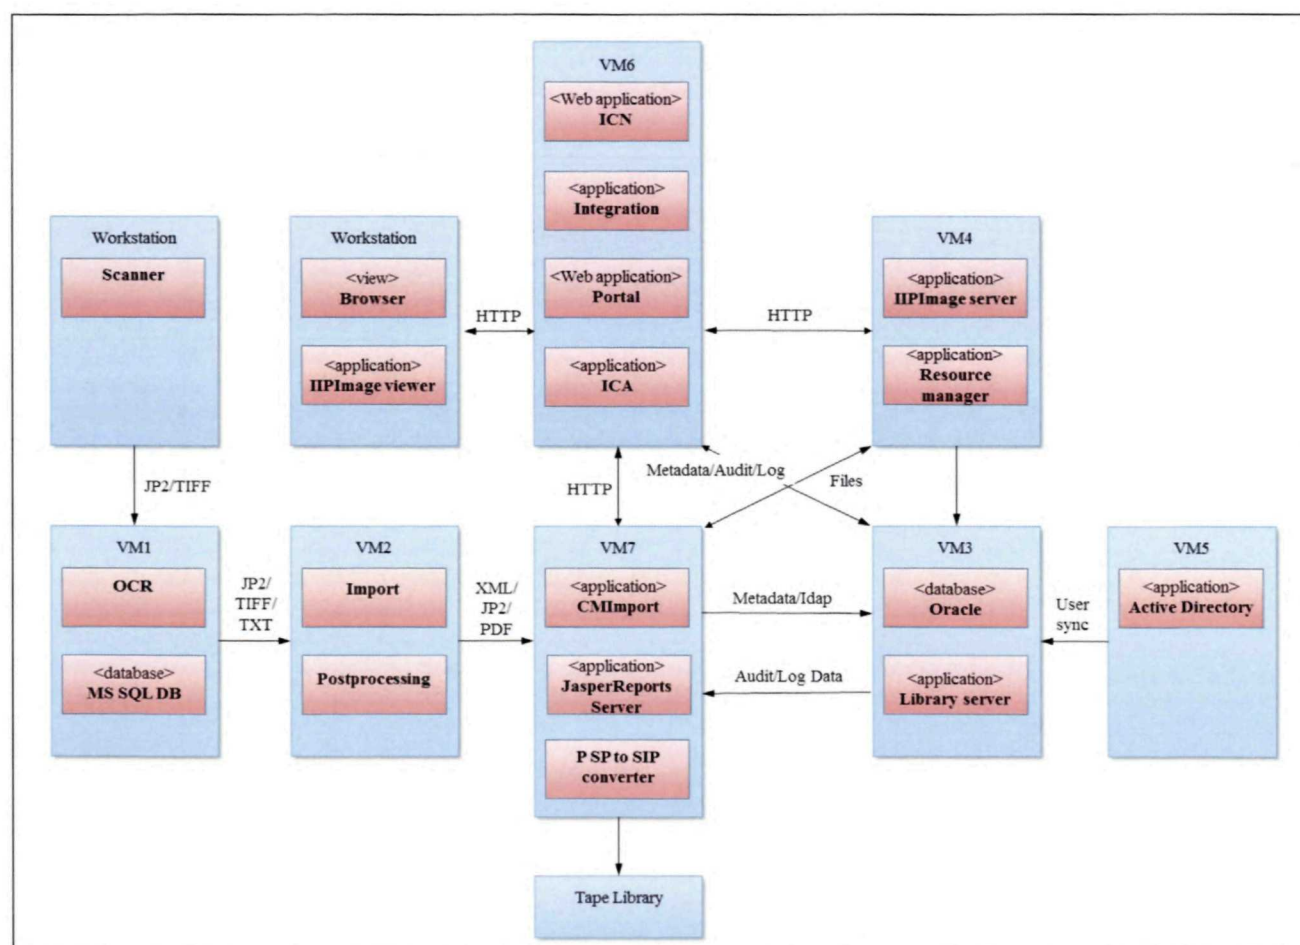 VM6
<Web application>
ICN
<application>
Integration
<Web application>
Portal
<application>
ICA
Workstation
Scanner
Workstation
<view>
Browser
<application>
IIPImage viewer
HTTP
HTTP
VM4
<application>
IIPImage server
<application>
Resource
manager
JP2/TIFF
HTTP
Metadata/Audit/Log
Files
VM1
OCR
<database>
MS SQL DB
JP2/
TIFF/
TXT
VM2
Import
Postprocessing
XML/
JP2/
PDF
VM7
<application>
CMImport
<application>
JasperReports
Server
P SP to SIP
converter
Metadata/Idap
Audit/Log Data
VM3
<database>
Oracle
<application>
Library server
User
sync
VM5
<application>
Active Directory
Tape Library